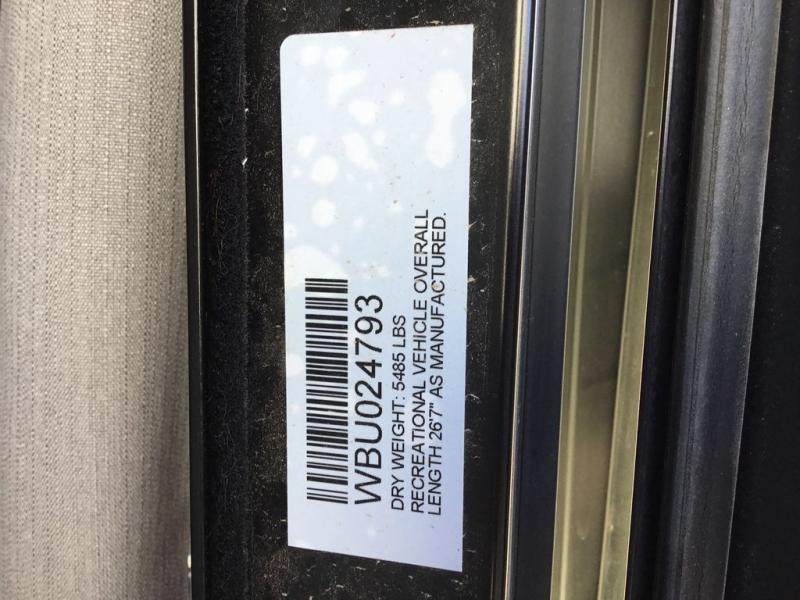 WBU024793
DRY WEIGHT: 5485 LBS
RECREATIONAL VEHICLE OVERALL
LENGTH 26'7" AS MANUFACTURED.